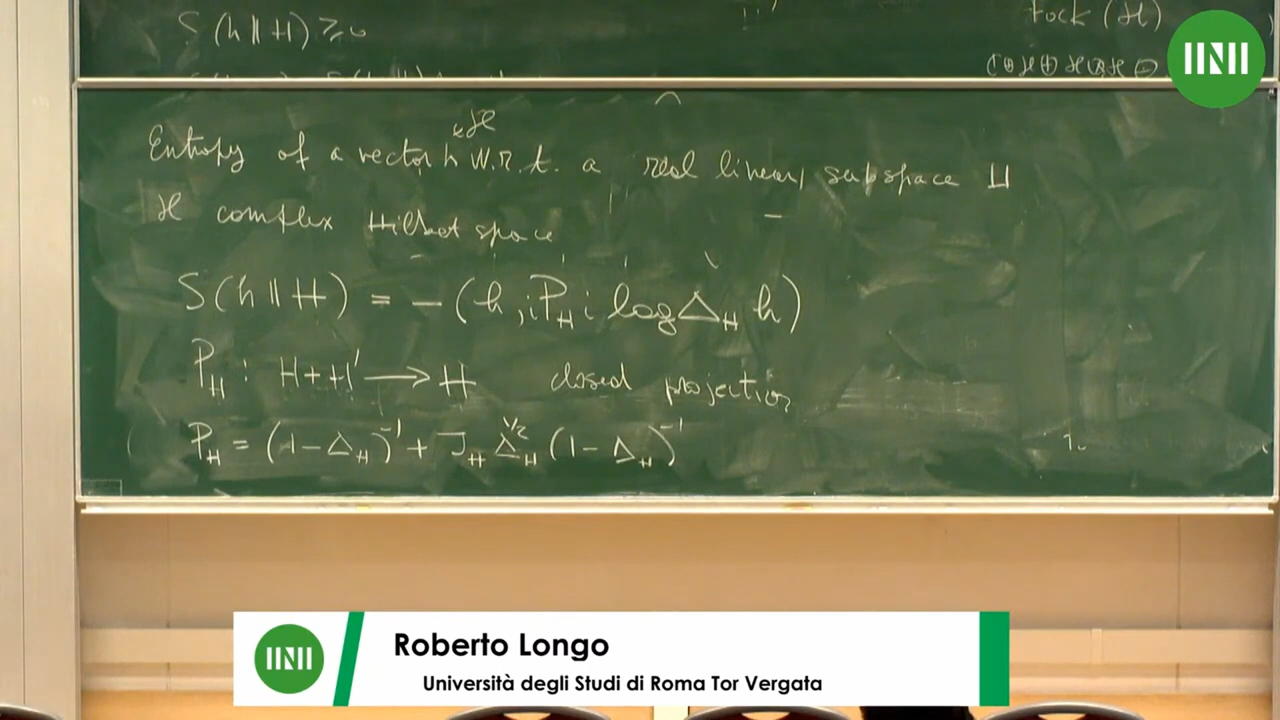 S(h‖H) ≥ 0
Fock (ℋ)
Entropy of a vector h ∈ ℋ w.r.t. a real linear subspace H
ℋ complex Hilbert space
S(h‖H) = -(h, iP_H i log Δ_H h)
P_H : H+H' ⟶ H closed projection
P_H = (1-Δ_H)^{-1} + J_H Δ_H^{1/2} (1-Δ_H)^{-1}
Roberto Longo
Università degli Studi di Roma Tor Vergata